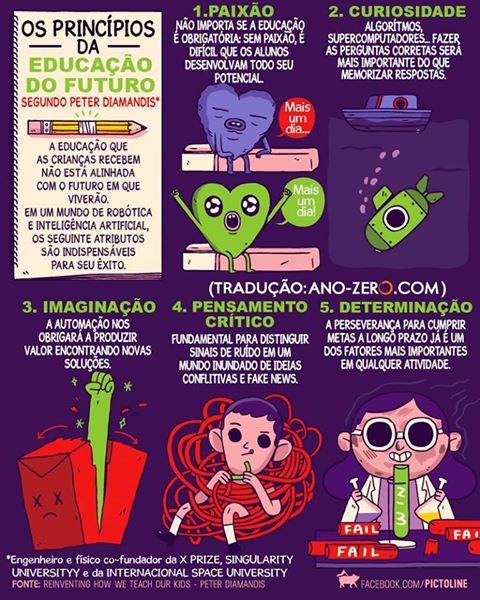 OS PRINCÍPIOS
DA
EDUCAÇÃO
DO FUTURO
SEGUNDO PETER DIAMANDIS*
A EDUCAÇÃO QUE
AS CRIANÇAS RECEBEM
NÃO ESTÁ ALINHADA
COM O FUTURO EM QUE
VIVERÃO.
EM UM MUNDO DE ROBÓTICA
E INTELIGÊNCIA ARTIFICIAL,
OS SEGUINTE ATRIBUTOS
SÃO INDISPENSÁVEIS
PARA SEU ÊXITO.
1.PAIXÃO
NÃO IMPORTA SE A EDUCAÇÃO
É OBRIGATÓRIA: SEM PAIXÃO, É
DIFÍCIL QUE OS ALUNOS
DESENVOLVAM TODO SEU
POTENCIAL.
Mais
um
dia...
Mais
um
dia!
2. CURIOSIDADE
ALGORÍTMOS,
SUPERCOMPUTADORES... FAZER
AS PERGUNTAS CORRETAS SERÁ
MAIS IMPORTANTE DO QUE
MEMORIZAR RESPOSTAS.
(TRADUÇÃO:ANO-ZERO.COM)
3. IMAGINAÇÃO
A AUTOMAÇÃO NOS
OBRIGARÁ A PRODUZIR
VALOR ENCONTRANDO NOVAS
SOLUÇÕES.
4. PENSAMENTO
CRÍTICO
FUNDAMENTAL PARA DISTINGUIR
SINAIS DE RUÍDO EM UM
MUNDO INUNDADO DE IDEIAS
CONFLITIVAS E FAKE NEWS.
5. DETERMINAÇÃO
A PERSEVERANÇA PARA CUMPRIR
METAS A LONGO PRAZO JÁ É UM
DOS FATORES MAIS IMPORTANTES
EM QUALQUER ATIVIDADE.
FAIL
FAIL
FAIL
*Engenheiro e físico co-fundador da X PRIZE, SINGULARITY
UNIVERSITYY e da INTERNACIONAL SPACE UNIVERSITY
FONTE: REINVENTING HOW WE TEACH OUR KIDS - PETER DIAMANDIS
FACEBOOK.COM/PICTOLINE